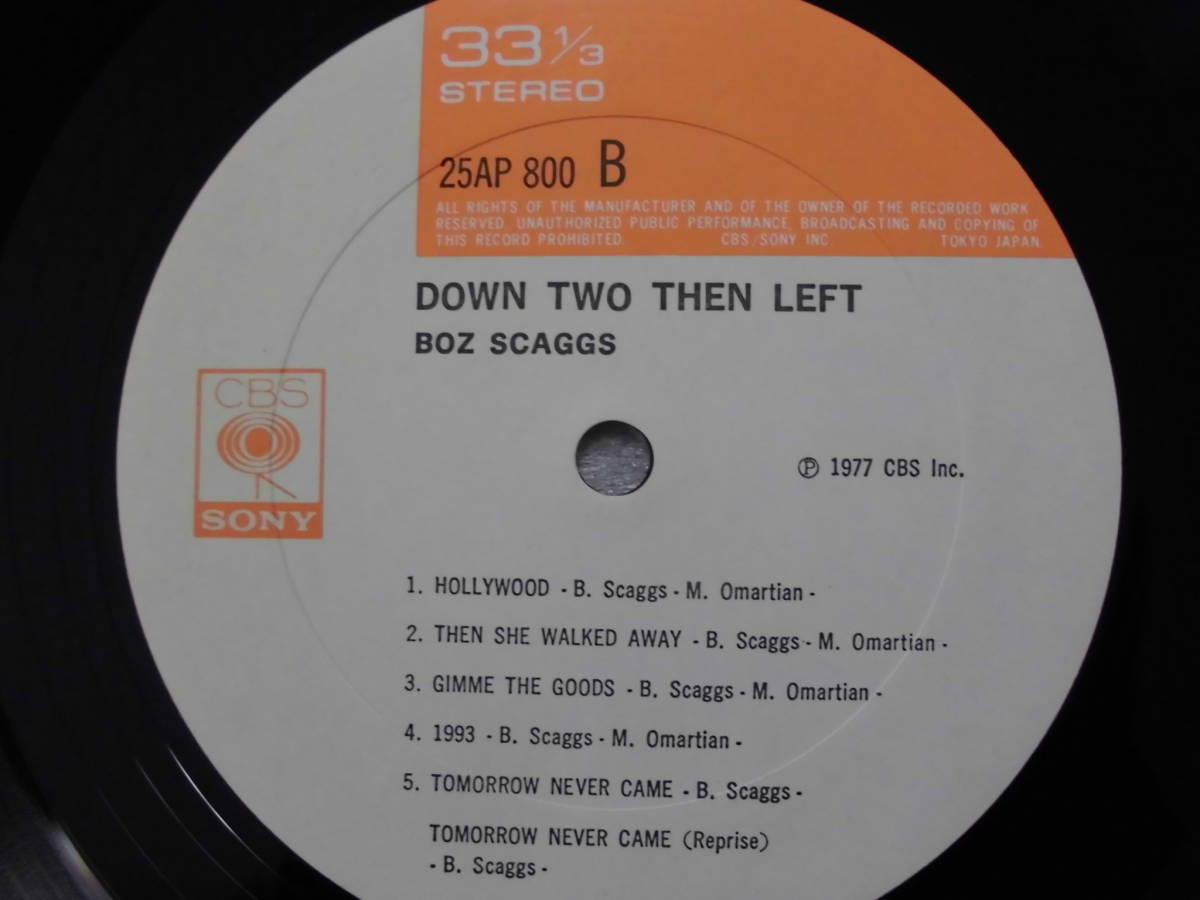 33 1/3
STEREO
25AP 800 B
ALL RIGHTS OF THE MANUFACTURER AND OF THE OWNER OF THE RECORDED WORK
RESERVED. UNAUTHORIZED PUBLIC PERFORMANCE, BROADCASTING AND COPYING OF
THIS RECORD PROHIBITED. CBS/SONY INC TOKYO JAPAN
DOWN TWO THEN LEFT
BOZ SCAGGS
CBS
SONY
Ⓟ 1977 CBS Inc.
1. HOLLYWOOD - B. Scaggs - M. Omartian -
2. THEN SHE WALKED AWAY - B. Scaggs - M. Omartian -
3. GIMME THE GOODS - B. Scaggs - M. Omartian -
4. 1993 - B. Scaggs - M. Omartian -
5. TOMORROW NEVER CAME - B. Scaggs -
TOMORROW NEVER CAME (Reprise)
- B. Scaggs -